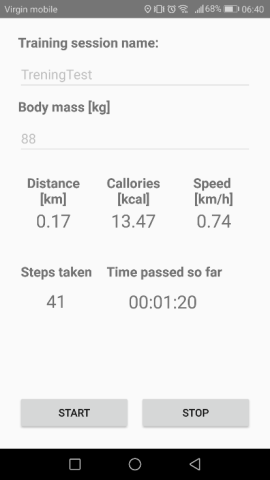 Virgin mobile 68% 06:40
Training session name:
TreningTest
Body mass [kg]
88
Distance Callories Speed
[km] [kcal] [km/h]
0.17 13.47 0.74
Steps taken Time passed so far
41 00:01:20
START STOP